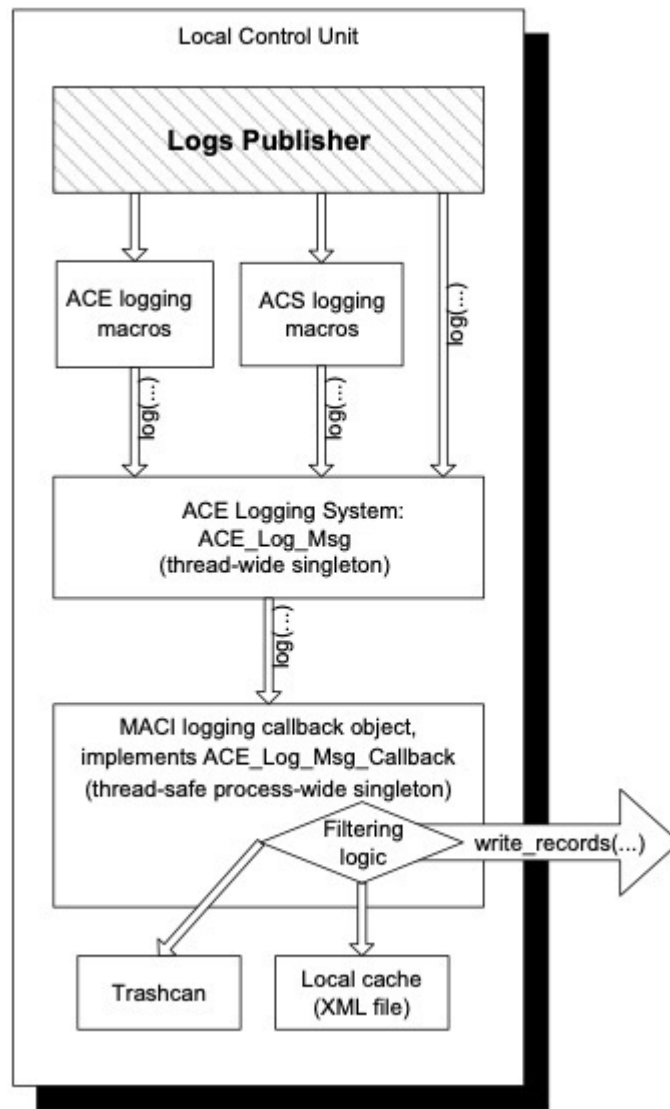 Local Control Unit
Logs Publisher
ACE logging
macros
ACS logging
macros
log(...)
log(...)
log(...)
ACE Logging System:
ACE_Log_Msg
(thread-wide singleton)
log(...)
MACI logging callback object,
implements ACE_Log_Msg_Callback
(thread-safe process-wide singleton)
Filtering
logic
write_records(...)
Trashcan
Local cache
(XML file)